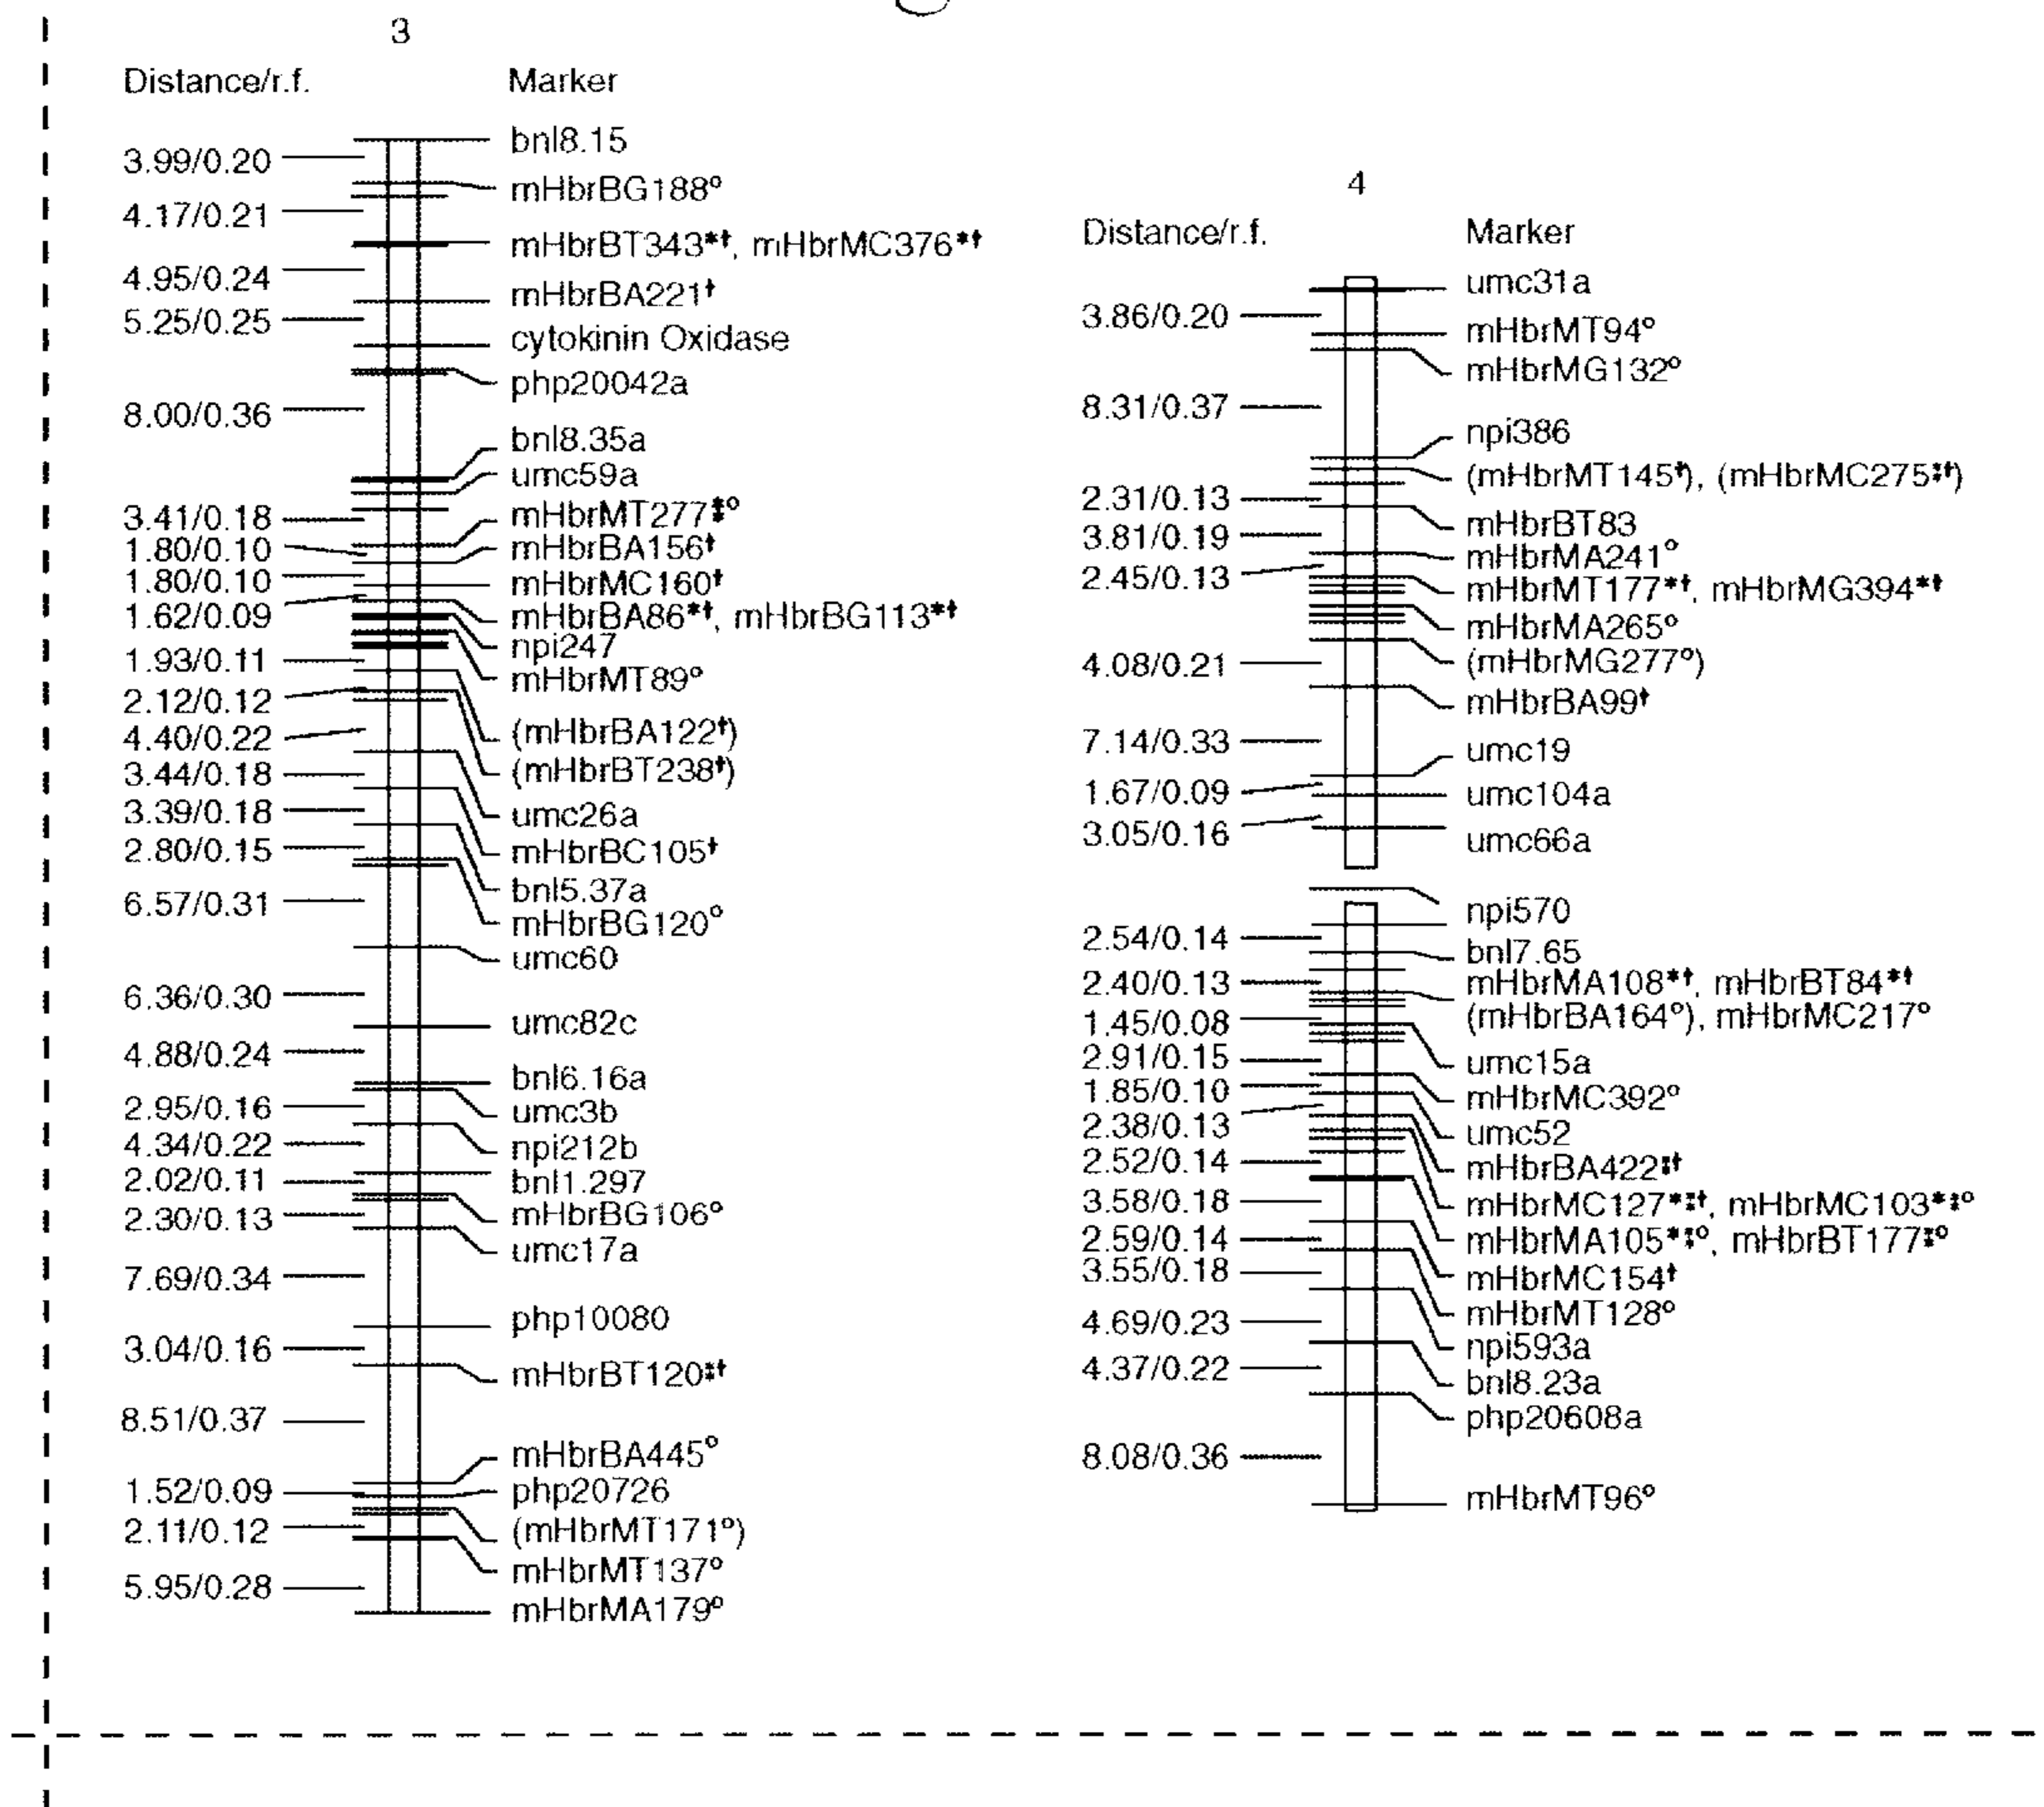 3
Distance/r.f. Marker
bnl8.15
3.99/0.20
mHbrBG188°
4.17/0.21
mHbrBT343*†, mHbrMC376*†
4.95/0.24
mHbrBA221†
5.25/0.25
cytokinin Oxidase
php20042a
8.00/0.36
bnl8.35a
umc59a
3.41/0.18
mHbrMT277‡°
1.80/0.10
mHbrBA156†
1.80/0.10
mHbrMC160†
1.62/0.09
mHbrBA86*†, mHbrBG113*†
npi247
1.93/0.11
mHbrMT89°
2.12/0.12
(mHbrBA122†)
4.40/0.22
(mHbrBT238†)
3.44/0.18
umc26a
3.39/0.18
mHbrBC105†
2.80/0.15
bnl5.37a
6.57/0.31
mHbrBG120°
umc60
6.36/0.30
umc82c
4.88/0.24
bnl6.16a
2.95/0.16
umc3b
4.34/0.22
npi212b
2.02/0.11
bnl1.297
2.30/0.13
mHbrBG106°
umc17a
7.69/0.34
php10080
3.04/0.16
mHbrBT120‡†
8.51/0.37
mHbrBA445°
1.52/0.09
php20726
2.11/0.12
(mHbrMT171°)
mHbrMT137°
5.95/0.28
mHbrMA179°
4
Distance/r.f. Marker
umc31a
3.86/0.20
mHbrMT94°
mHbrMG132°
8.31/0.37
npi386
(mHbrMT145†), (mHbrMC275‡†)
2.31/0.13
mHbrBT83
3.81/0.19
mHbrMA241°
2.45/0.13
mHbrMT177*†, mHbrMG394*†
mHbrMA265°
4.08/0.21
(mHbrMG277°)
mHbrBA99†
7.14/0.33
umc19
1.67/0.09
umc104a
3.05/0.16
umc66a
npi570
2.54/0.14
bnl7.65
2.40/0.13
mHbrMA108*†, mHbrBT84*†
(mHbrBA164°), mHbrMC217°
1.45/0.08
2.91/0.15
umc15a
1.85/0.10
mHbrMC392°
2.38/0.13
umc52
2.52/0.14
mHbrBA422‡†
3.58/0.18
mHbrMC127*‡†, mHbrMC103*‡°
2.59/0.14
mHbrMA105*‡°, mHbrBT177‡°
3.55/0.18
mHbrMC154†
mHbrMT128°
4.69/0.23
npi593a
4.37/0.22
bnl8.23a
php20608a
8.08/0.36
mHbrMT96°